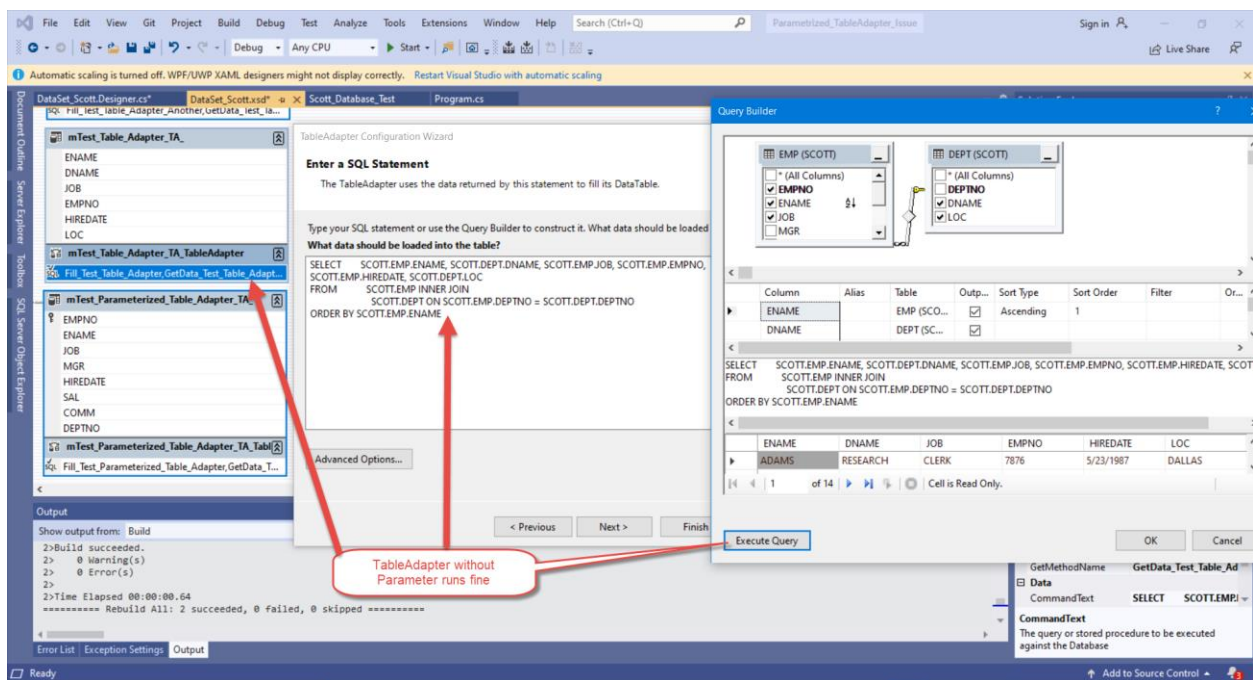 File Edit View Git Project Build Debug Test Analyze Tools Extensions Window Help Search (Ctrl+Q) Parametrized_TableAdapter_Issue Sign in
Debug Any CPU Start Live Share
Automatic scaling is turned off. WPF/UWP XAML designers might not display correctly. Restart Visual Studio with automatic scaling
Document Outline
Server Explorer
Toolbox
SQL Server Object Explorer
DataSet_Scott.Designer.cs* DataSet_Scott.xsd* Scott_Database_Test Program.cs
Fill_Test_Table_Adapter_Another,GetData_Test_Ta...
mTest_Table_Adapter_TA_
ENAME
DNAME
JOB
EMPNO
HIREDATE
LOC
mTest_Table_Adapter_TA_TableAdapter
Fill_Test_Table_Adapter,GetData_Test_Table_Adapt...
mTest_Parameterized_Table_Adapter_TA_
EMPNO
ENAME
JOB
MGR
HIREDATE
SAL
COMM
DEPTNO
mTest_Parameterized_Table_Adapter_TA_Tabl
Fill_Test_Parameterized_Table_Adapter,GetData_T...
TableAdapter Configuration Wizard
Enter a SQL Statement
The TableAdapter uses the data returned by this statement to fill its DataTable.
Type your SQL statement or use the Query Builder to construct it. What data should be loaded
What data should be loaded into the table?
SELECT SCOTT.EMP.ENAME, SCOTT.DEPT.DNAME, SCOTT.EMP.JOB, SCOTT.EMP.EMPNO,
SCOTT.EMP.HIREDATE, SCOTT.DEPT.LOC
FROM SCOTT.EMP INNER JOIN
SCOTT.DEPT ON SCOTT.EMP.DEPTNO = SCOTT.DEPT.DEPTNO
ORDER BY SCOTT.EMP.ENAME
Advanced Options...
< Previous Next > Finish
Query Builder ?
EMP (SCOTT)
* (All Columns)
EMPNO
ENAME
JOB
MGR
DEPT (SCOTT)
* (All Columns)
DEPTNO
DNAME
LOC
Column Alias Table Outp... Sort Type Sort Order Filter Or...
ENAME EMP (SCO... Ascending 1
DNAME DEPT (SC...
SELECT SCOTT.EMP.ENAME, SCOTT.DEPT.DNAME, SCOTT.EMP.JOB, SCOTT.EMP.EMPNO, SCOTT.EMP.HIREDATE, SCOT
FROM SCOTT.EMP INNER JOIN
SCOTT.DEPT ON SCOTT.EMP.DEPTNO = SCOTT.DEPT.DEPTNO
ORDER BY SCOTT.EMP.ENAME
ENAME DNAME JOB EMPNO HIREDATE LOC
ADAMS RESEARCH CLERK 7876 5/23/1987 DALLAS
1 of 14 Cell is Read Only.
Execute Query OK Cancel
TableAdapter without
Parameter runs fine
Output
Show output from: Build
2>Build succeeded.
2> 0 Warning(s)
2> 0 Error(s)
2>
2>Time Elapsed 00:00:00.64
========== Rebuild All: 2 succeeded, 0 failed, 0 skipped ==========
Error List Exception Settings Output
GetMethodName GetData_Test_Table_Ad
Data
CommandText SELECT SCOTT.EMP.
CommandText
The query or stored procedure to be executed
against the Database
Ready Add to Source Control 3